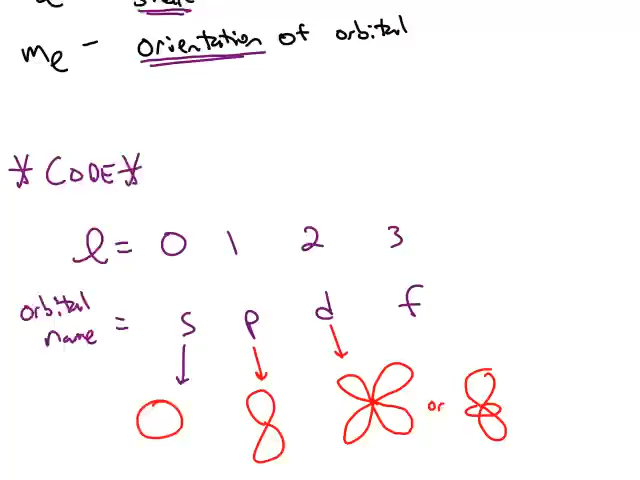 mℓ - orientation of orbital
*CODE*
ℓ = 0 1 2 3
orbital name = s p d f
or